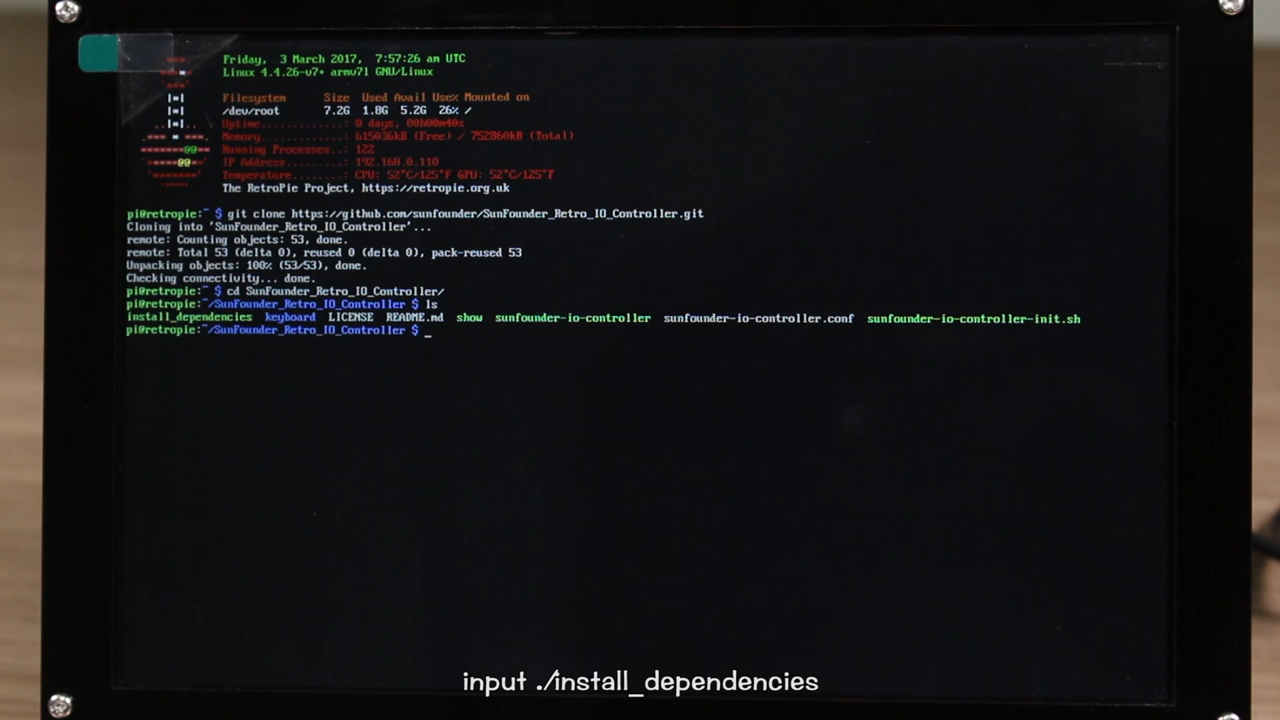 Friday,  3 March 2017,  7:57:26 am UTC
Linux 4.4.26-v7+ armv7l GNU/Linux
Filesystem      Size  Used Avail Use% Mounted on
/dev/root       7.2G  1.8G  5.2G  26% /
Uptime.............: 0 days, 00h00m40s
Memory.............: 615036kB (Free) / 752860kB (Total)
Running Processes..: 122
IP Address.........: 192.168.0.110
Temperature........: CPU: 52°C/125°F GPU: 52°C/125°F
The RetroPie Project, https://retropie.org.uk
pi@retropie:~ $ git clone https://github.com/sunfounder/SunFounder_Retro_IO_Controller.git
Cloning into 'SunFounder_Retro_IO_Controller'...
remote: Counting objects: 53, done.
remote: Total 53 (delta 0), reused 0 (delta 0), pack-reused 53
Unpacking objects: 100% (53/53), done.
Checking connectivity... done.
pi@retropie:~ $ cd SunFounder_Retro_IO_Controller/
pi@retropie:~/SunFounder_Retro_IO_Controller $ ls
install_dependencies  keyboard  LICENSE  README.md  show  sunfounder-io-controller  sunfounder-io-controller.conf  sunfounder-io-controller-init.sh
pi@retropie:~/SunFounder_Retro_IO_Controller $ _
input ./install_dependencies